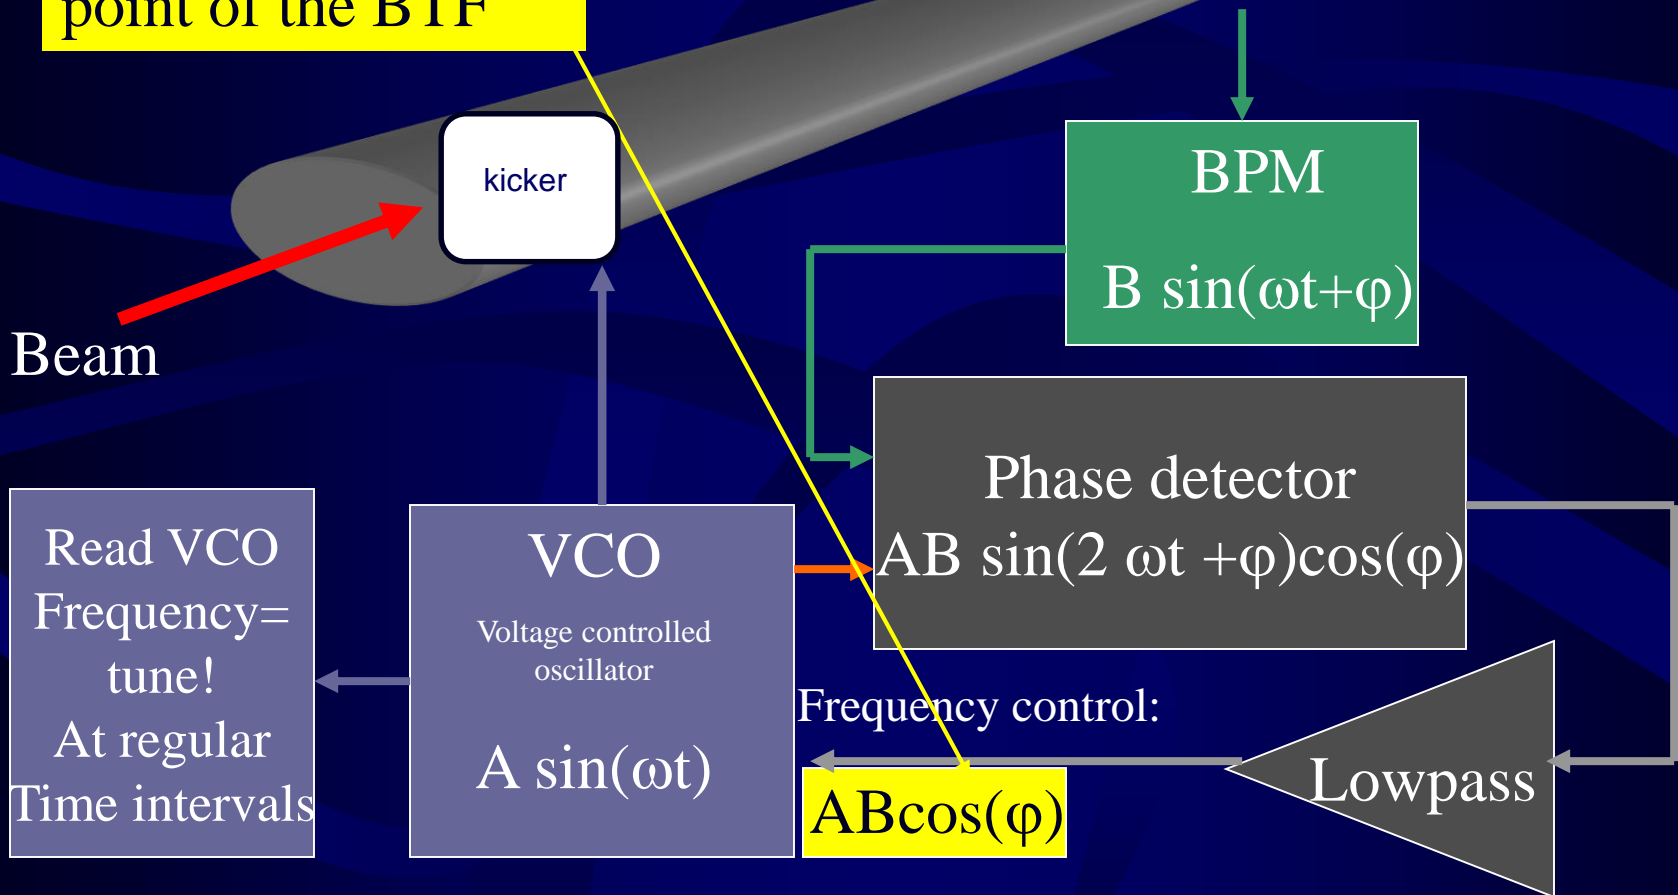 point of the BTF
kicker
BPM
B sin(ωt+φ)
Beam
Phase detector
AB sin(2 ωt +φ)cos(φ)
Read VCO
Frequency=
tune!
At regular
Time intervals
VCO
Voltage controlled
oscillator
A sin(ωt)
Frequency control:
ABcos(φ)
Lowpass